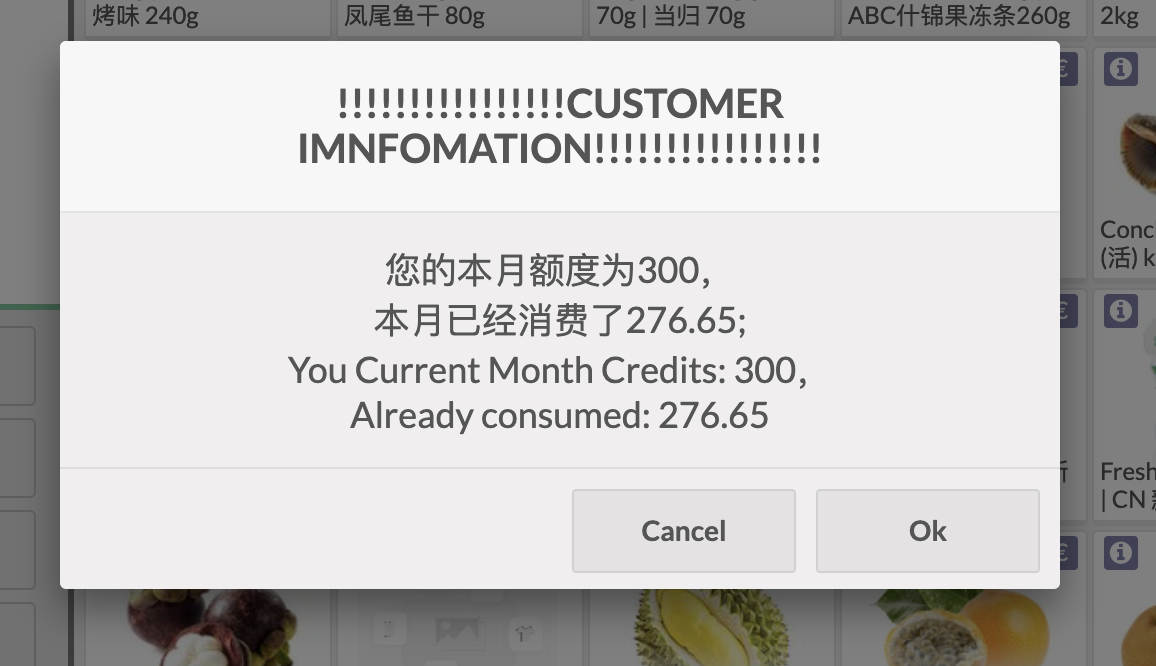 烤味 240g
凤尾鱼干 80g
70g | 当归 70g
ABC什锦果冻条260g
2kg
!!!!!!!!!!!!!!!!CUSTOMER
IMNFOMATION!!!!!!!!!!!!!!!!
您的本月额度为300，
本月已经消费了276.65;
You Current Month Credits: 300，
Already consumed: 276.65
Cancel
Ok
Conc
(活) k
Fresh
| CN